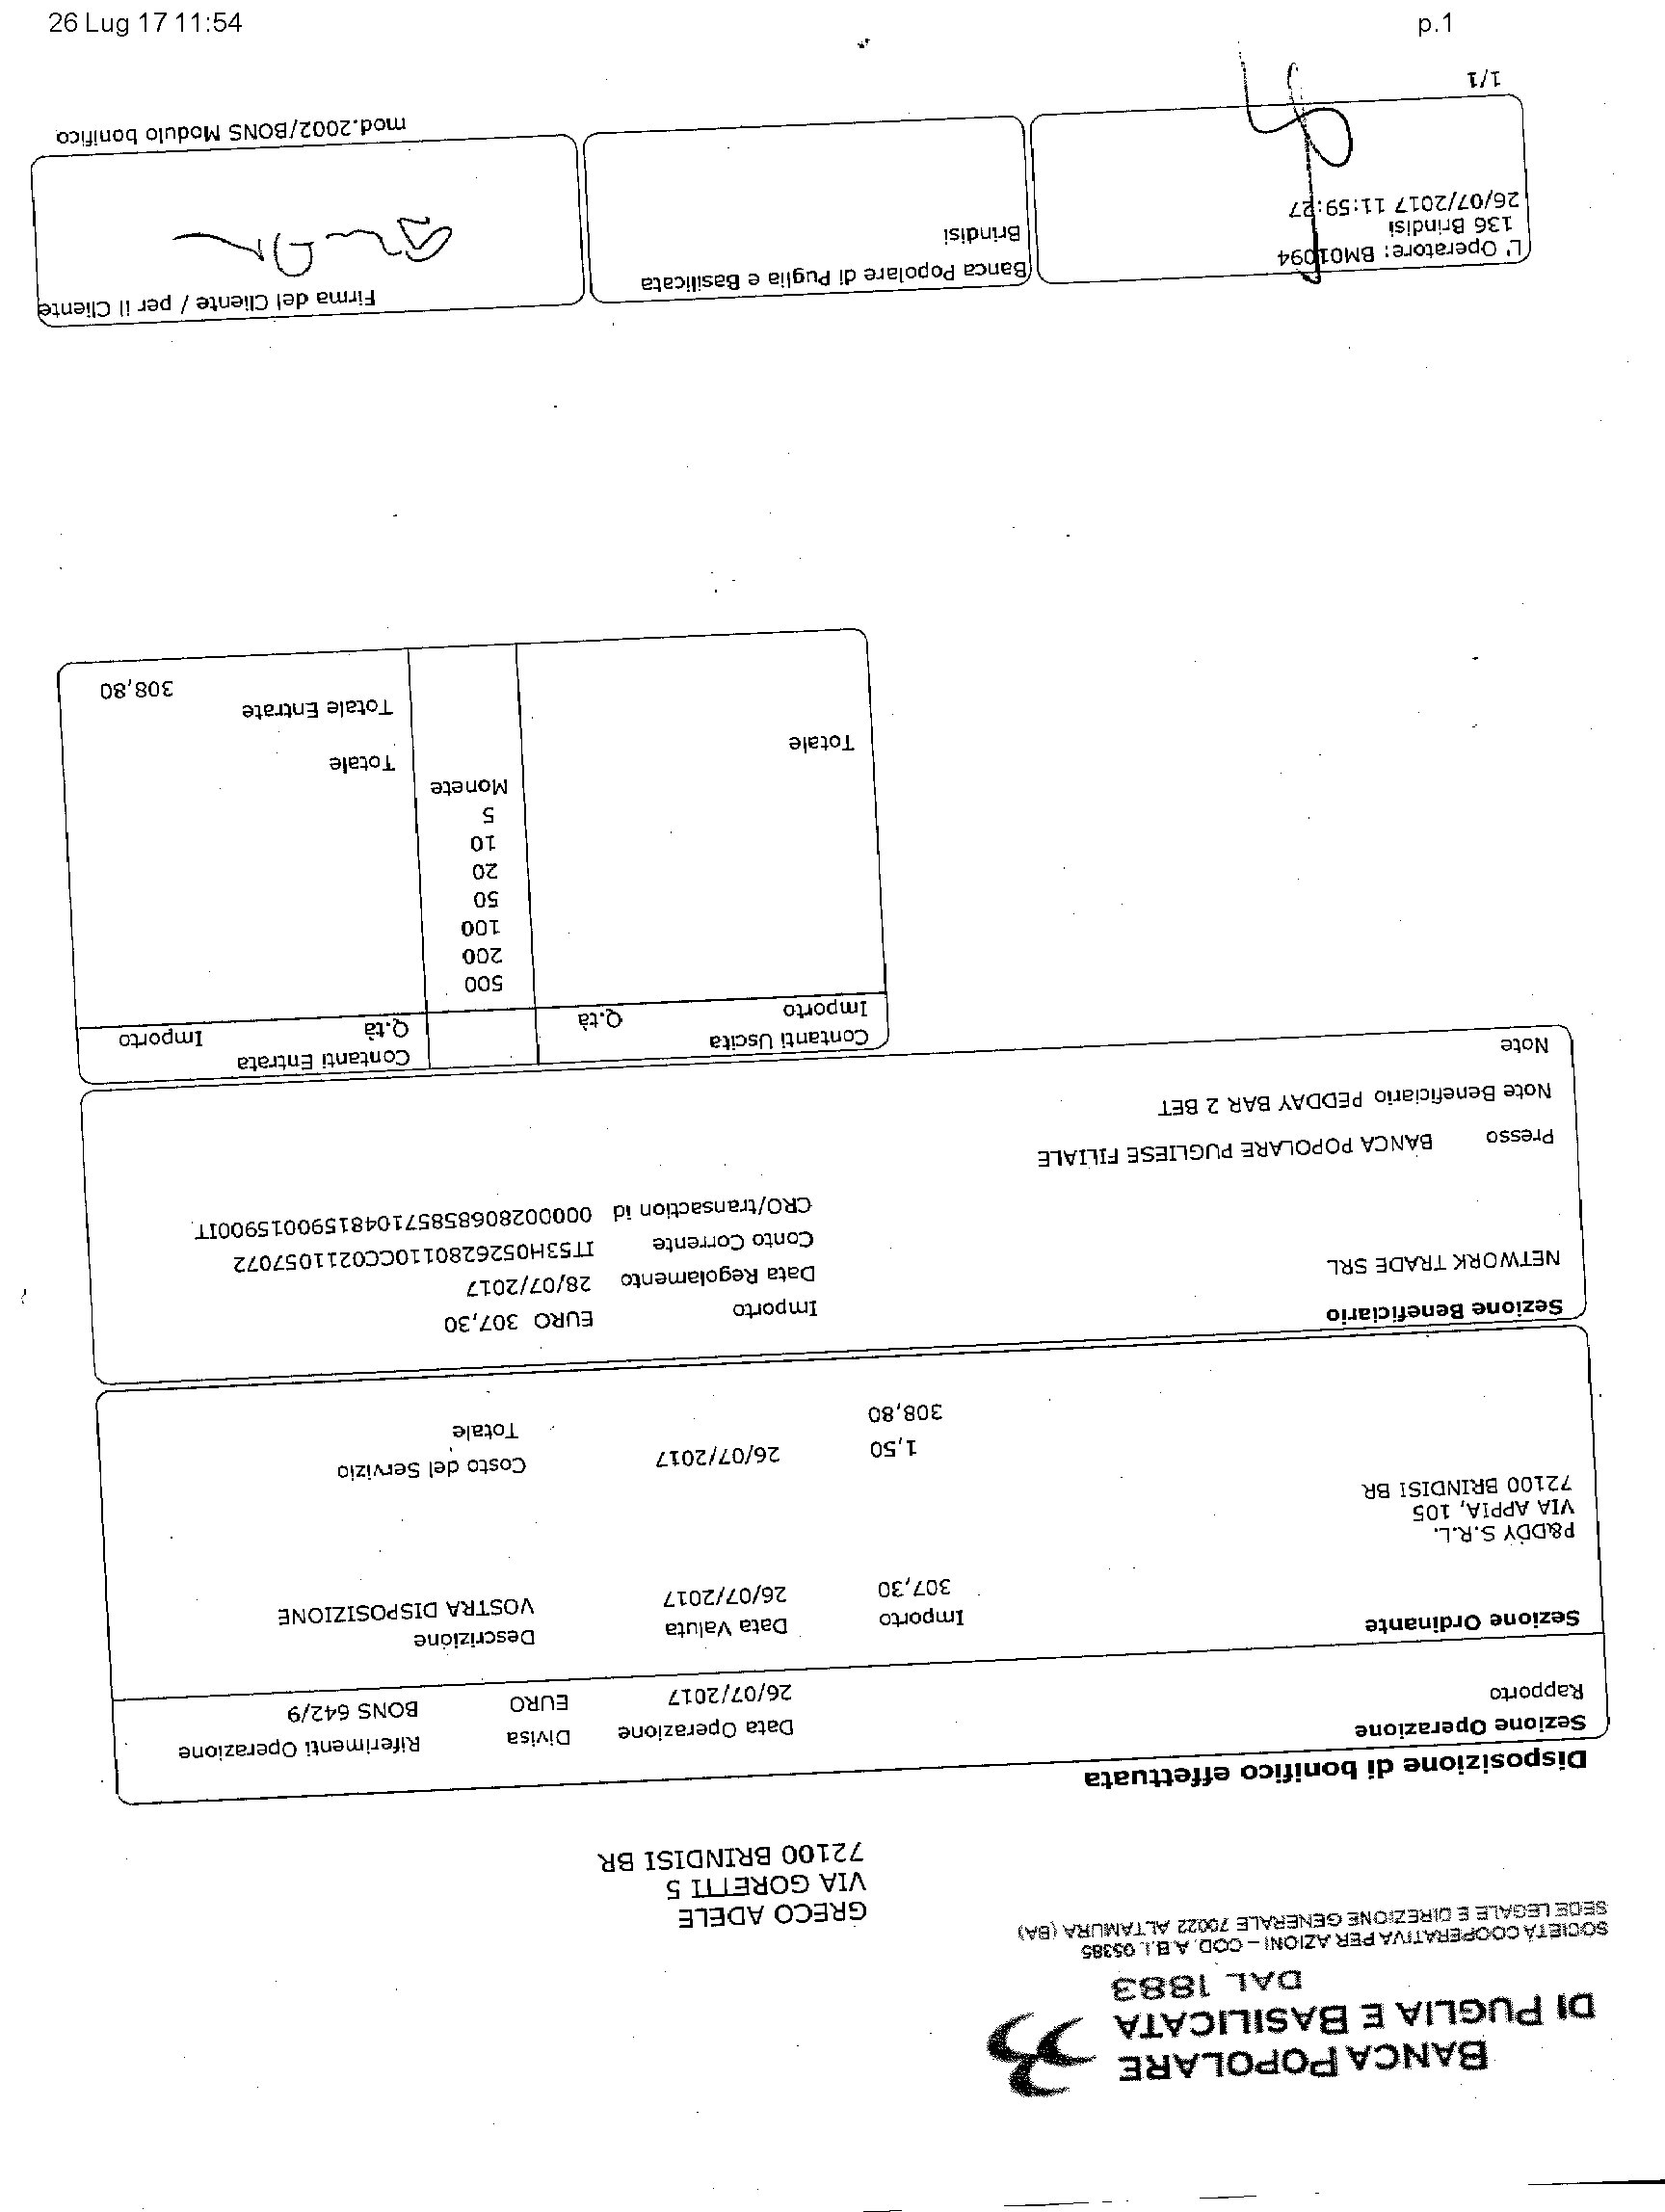 26 Lug 17 11:54
p.1
BANCA POPOLARE
DI PUGLIA E BASILICATA
DAL 1883
SOCIETÀ COOPERATIVA PER AZIONI – COD. A.B.I. 05385
SEDE LEGALE E DIREZIONE GENERALE 70022 ALTAMURA (BA)
GRECO ADELE
VIA GORETTI 5
72100 BRINDISI BR
Disposizione di bonifico effettuata
Sezione Operazione Data Operazione Divisa Riferimenti Operazione
Rapporto 26/07/2017 EURO BONS 642/9
Sezione Ordinante Importo Data Valuta Descrizione
307,30 26/07/2017 VOSTRA DISPOSIZIONE
P&DDY S.R.L.
VIA APPIA, 105
72100 BRINDISI BR
1,50 26/07/2017 Costo del Servizio
308,80 Totale
Sezione Beneficiario Importo EURO 307,30
NETWORK TRADE SRL Data Regolamento 28/07/2017
Conto Corrente IT53H0526280110CC0211057072
CRO/transaction id 0000028068585710481590015900IT
Presso BANCA POPOLARE PUGLIESE FILIALE
Note Beneficiario PEDDAY BAR 2 BET
Note
Contanti Uscita Contanti Entrata
Importo Q.tà Q.tà Importo
500
200
100
50
20
10
5
Monete
Totale Totale
Totale Entrate 308,80
L' Operatore: BM01094
136 Brindisi
26/07/2017 11:59:27
Banca Popolare di Puglia e Basilicata
Brindisi
Firma del Cliente / per il Cliente
1/1
mod.2002/BONS Modulo bonifico